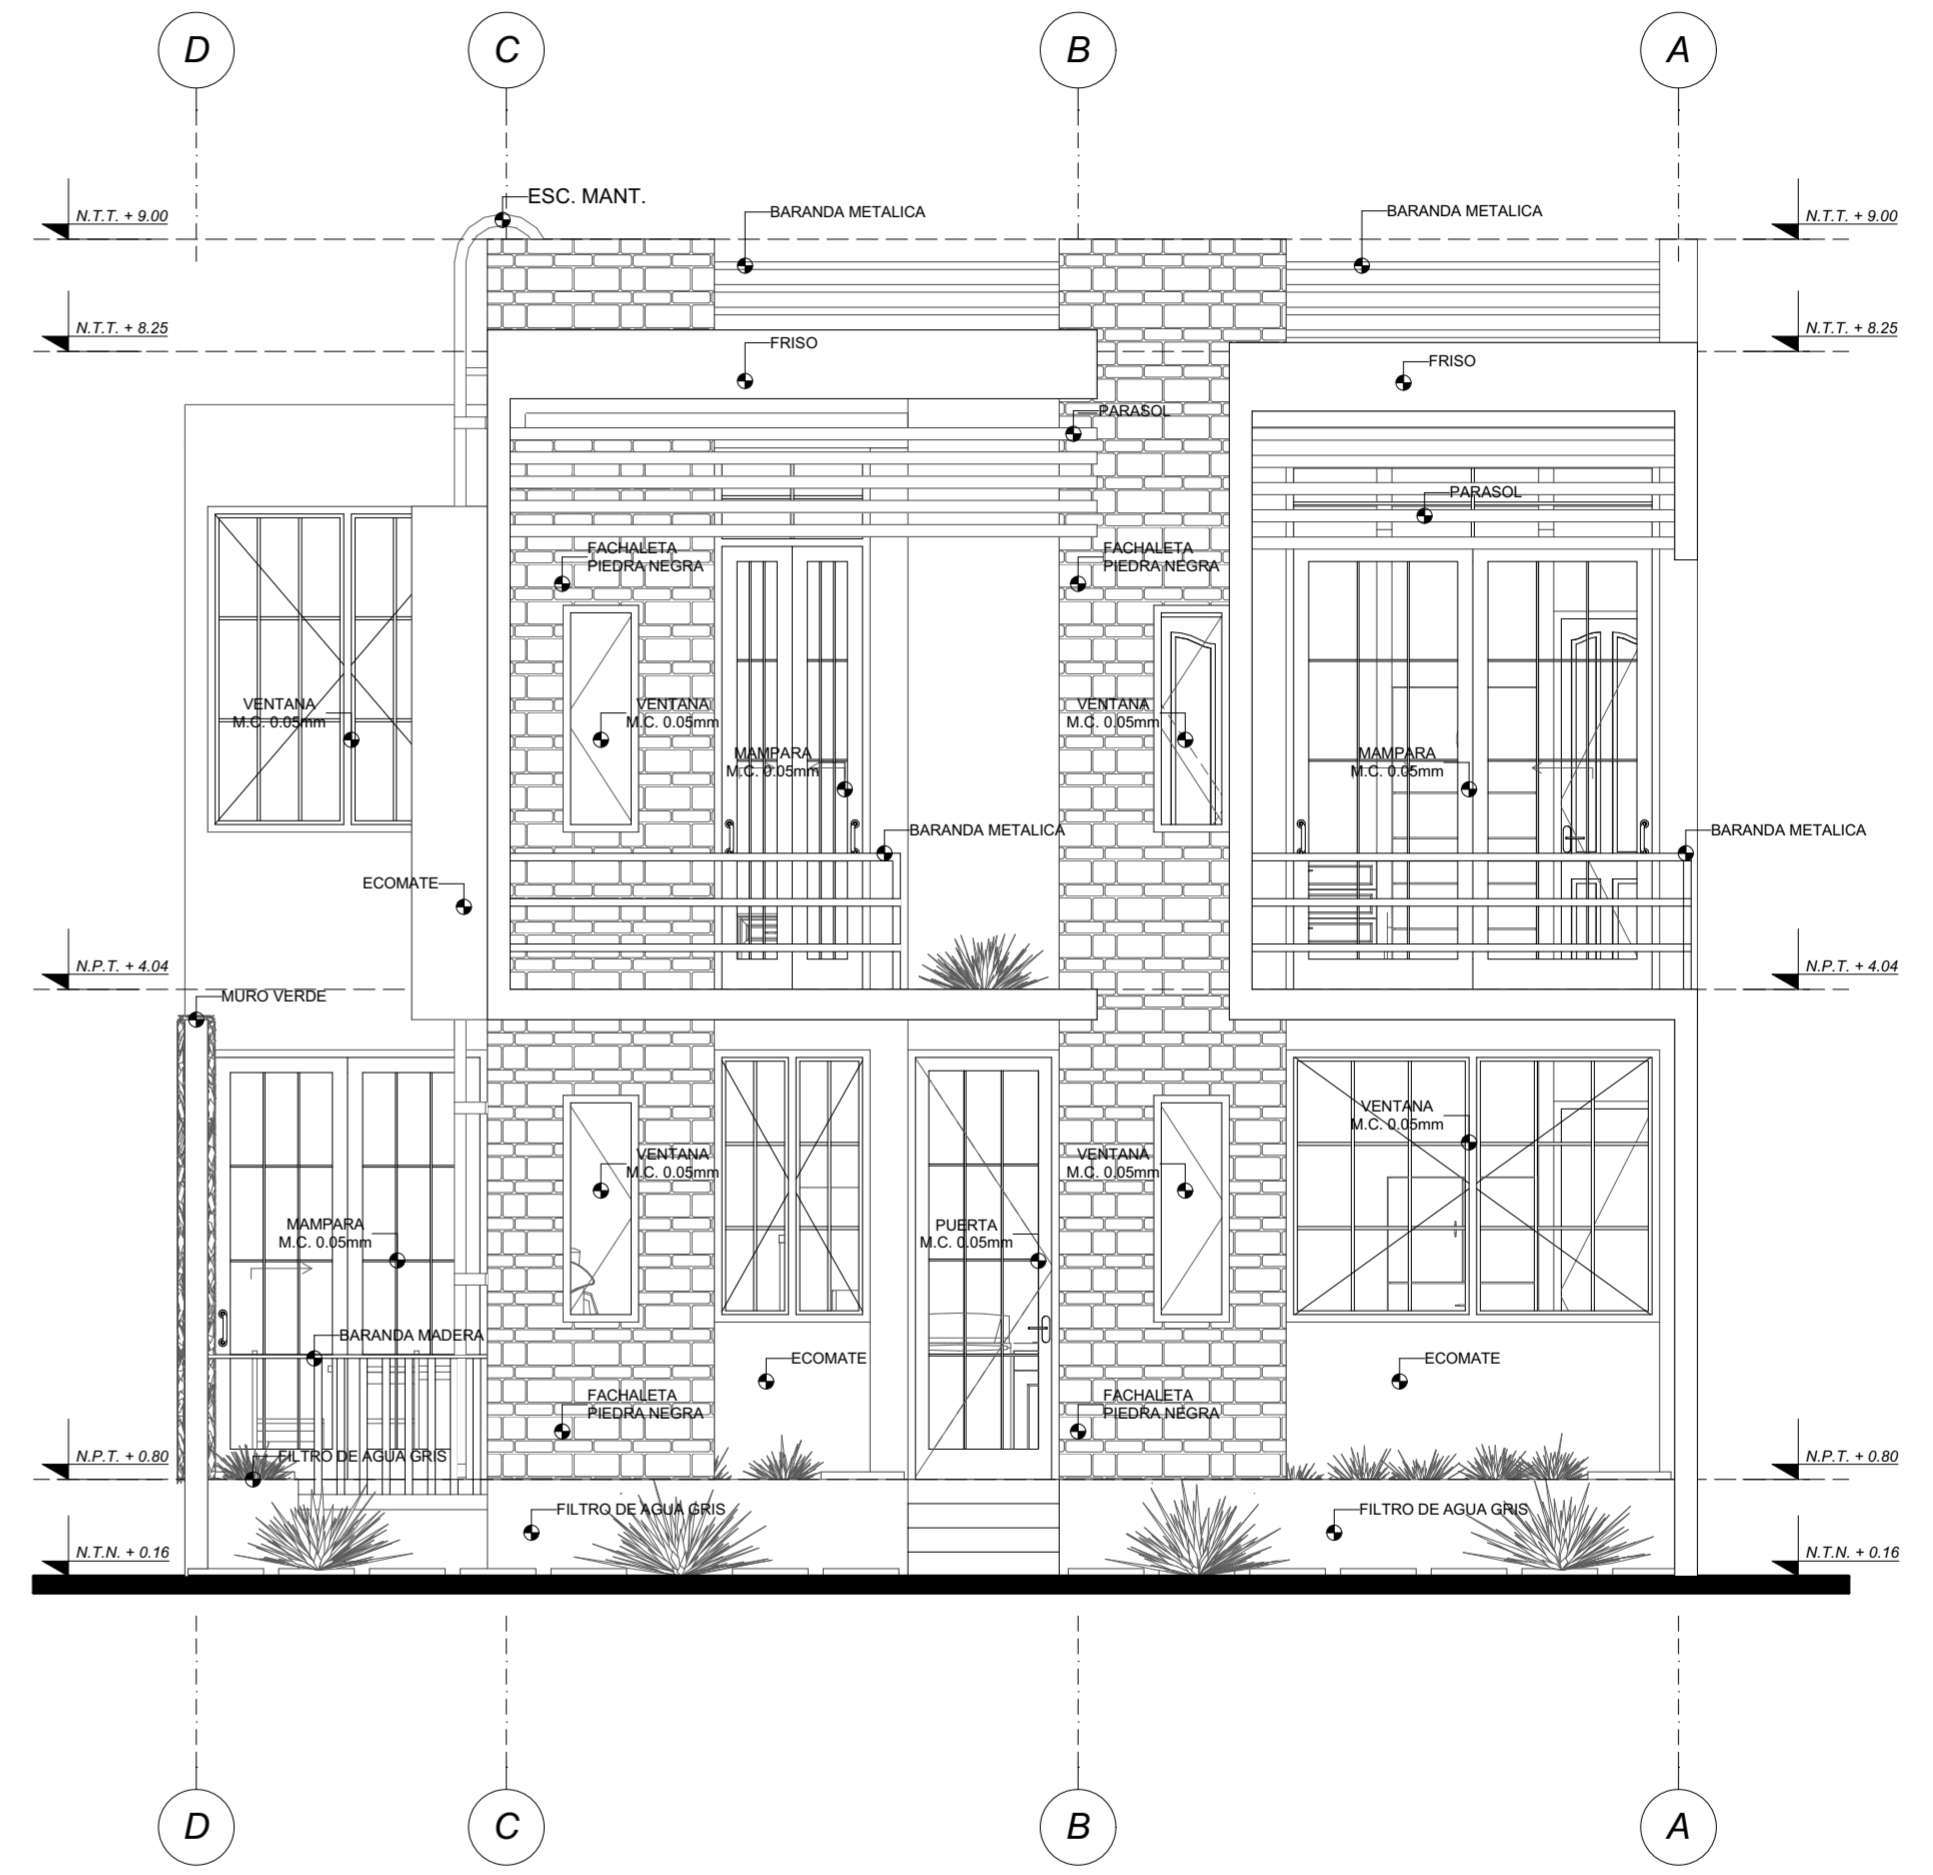 D
C
B
A
ESC. MANT.
BARANDA METALICA
BARANDA METALICA
N.T.T. + 9.00
N.T.T. + 9.00
N.T.T. + 8.25
N.T.T. + 8.25
FRISO
FRISO
PARASOL
PARASOL
FACHALETA
PIEDRA NEGRA
FACHALETA
PIEDRA NEGRA
VENTANA
M.C. 0.05mm
VENTANA
M.C. 0.05mm
VENTANA
M.C. 0.05mm
MAMPARA
M.C. 0.05mm
MAMPARA
M.C. 0.05mm
BARANDA METALICA
BARANDA METALICA
ECOMATE
N.P.T. + 4.04
N.P.T. + 4.04
MURO VERDE
VENTANA
M.C. 0.05mm
VENTANA
M.C. 0.05mm
VENTANA
M.C. 0.05mm
MAMPARA
M.C. 0.05mm
PUERTA
M.C. 0.05mm
BARANDA MADERA
ECOMATE
ECOMATE
FACHALETA
PIEDRA NEGRA
FACHALETA
PIEDRA NEGRA
N.P.T. + 0.80
FILTRO DE AGUA GRIS
N.P.T. + 0.80
FILTRO DE AGUA GRIS
FILTRO DE AGUA GRIS
N.T.N. + 0.16
N.T.N. + 0.16
D
C
B
A